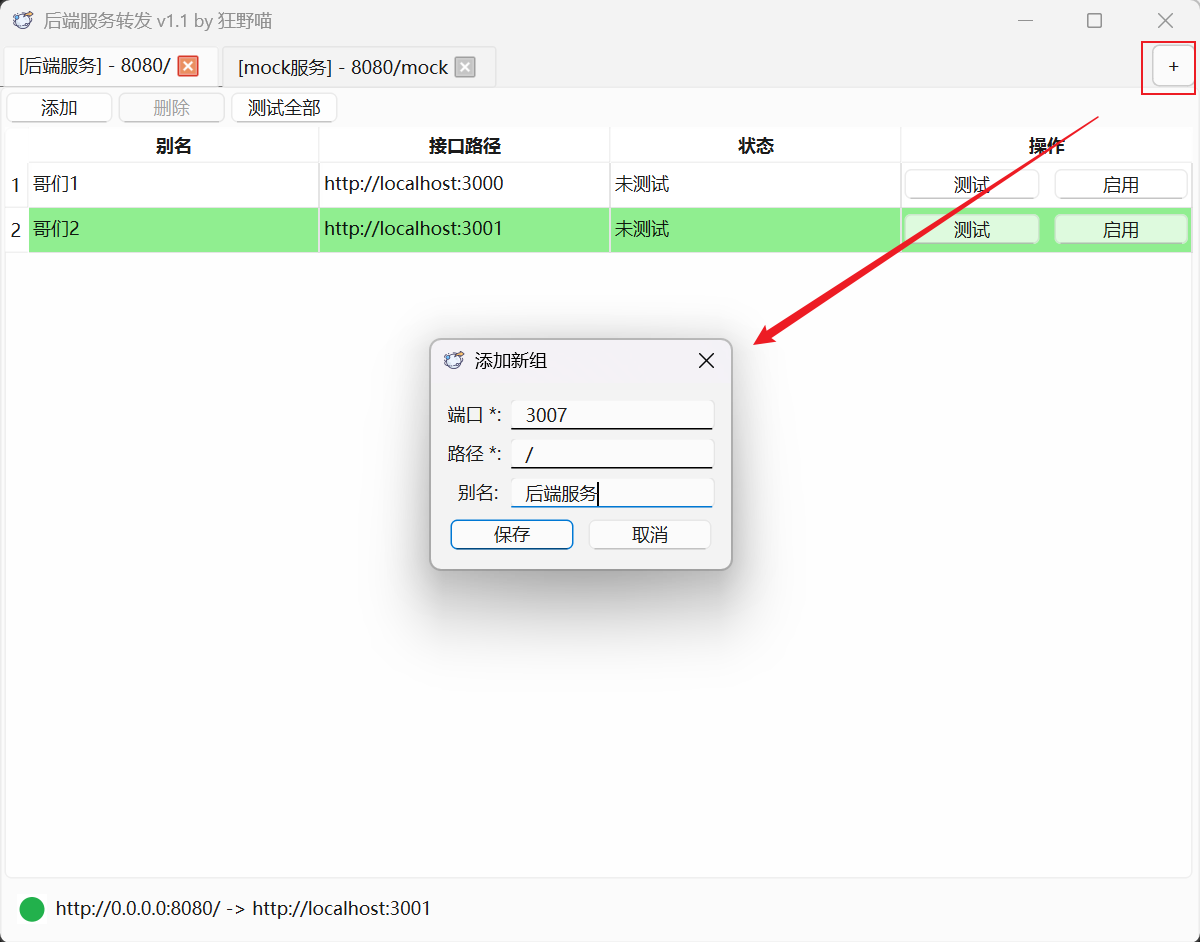 后端服务转发 v1.1 by 狂野喵
[后端服务] - 8080/ [mock服务] - 8080/mock +
添加 删除 测试全部
别名 接口路径 状态 操作
1 哥们1 http://localhost:3000 未测试 测试 启用
2 哥们2 http://localhost:3001 未测试 测试 启用
添加新组
端口 *: 3007
路径 *: /
别名: 后端服务
保存 取消
http://0.0.0.0:8080/ -> http://localhost:3001